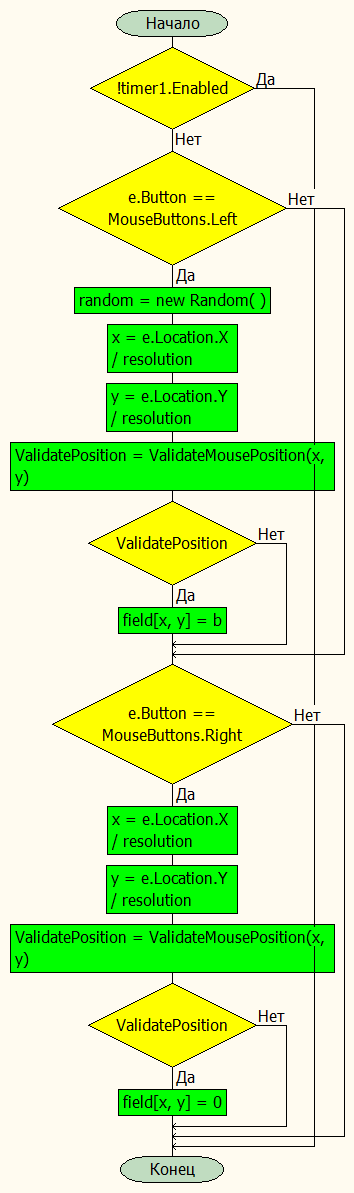 Начало
!timer1.Enabled
Да
Нет
e.Button ==
MouseButtons.Left
Нет
Да
random = new Random( )
x = e.Location.X
/ resolution
y = e.Location.Y
/ resolution
ValidatePosition = ValidateMousePosition(x,
y)
ValidatePosition
Нет
Да
field[x, y] = b
e.Button ==
MouseButtons.Right
Нет
Да
x = e.Location.X
/ resolution
y = e.Location.Y
/ resolution
ValidatePosition = ValidateMousePosition(x,
y)
ValidatePosition
Нет
Да
field[x, y] = 0
Конец